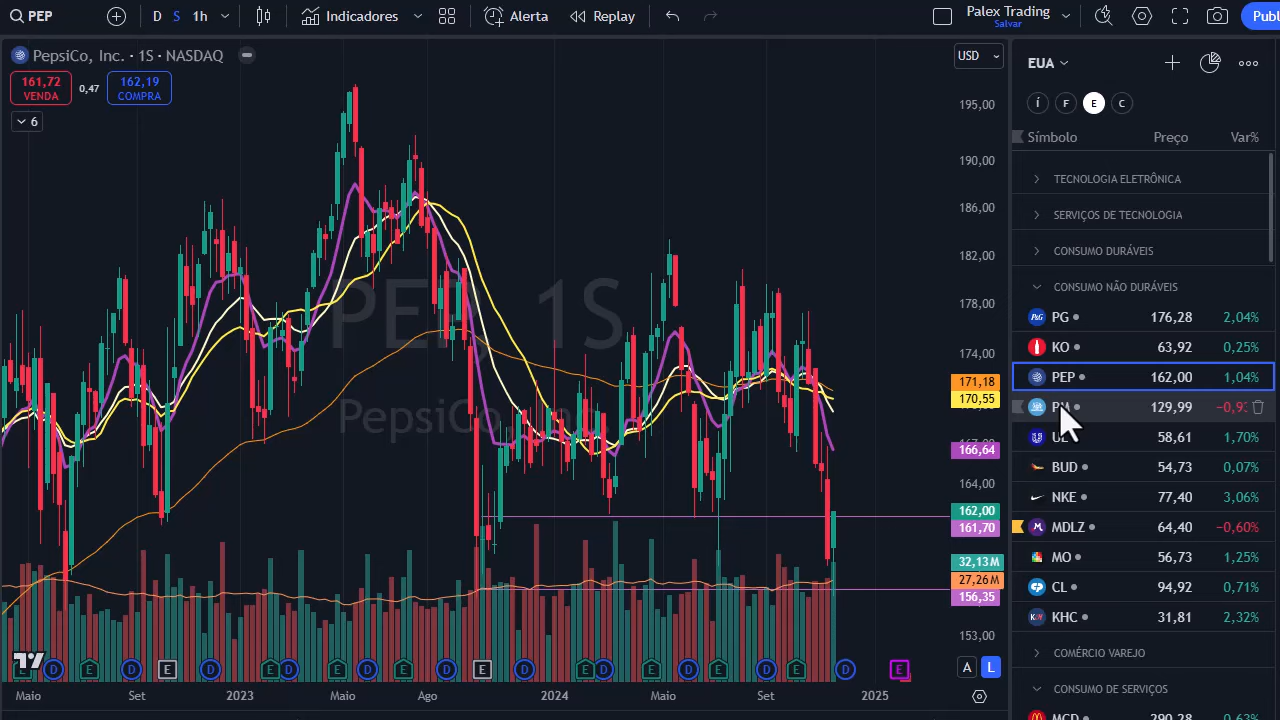 PEP D S 1h Indicadores Alerta Replay Palex Trading Salvar Publ
PepsiCo, Inc. · 1S · NASDAQ
161,72 VENDA 0,47 162,19 COMPRA
6
USD
195,00
190,00
186,00
182,00
178,00
174,00
171,18
170,55
166,64
164,00
162,00
161,70
32,13M
27,26M
156,35
153,00
PEP, 1S
PepsiCo, Inc.
E D E D E D E D E D E D E D E D E D E D E D E
A L
Maio Set 2023 Maio Ago 2024 Maio Set 2025
EUA
Í F E C
Símbolo Preço Var%
TECNOLOGIA ELETRÔNICA
SERVIÇOS DE TECNOLOGIA
CONSUMO DURÁVEIS
CONSUMO NÃO DURÁVEIS
PG 176,28 2,04%
KO 63,92 0,25%
PEP 162,00 1,04%
129,99
58,61 1,70%
BUD 54,73 0,07%
NKE 77,40 3,06%
MDLZ 64,40 −0,60%
MO 56,73 1,25%
CL 94,92 0,71%
KHC 31,81 2,32%
COMÉRCIO VAREJO
CONSUMO DE SERVIÇOS
MCD 290,28 0,63%